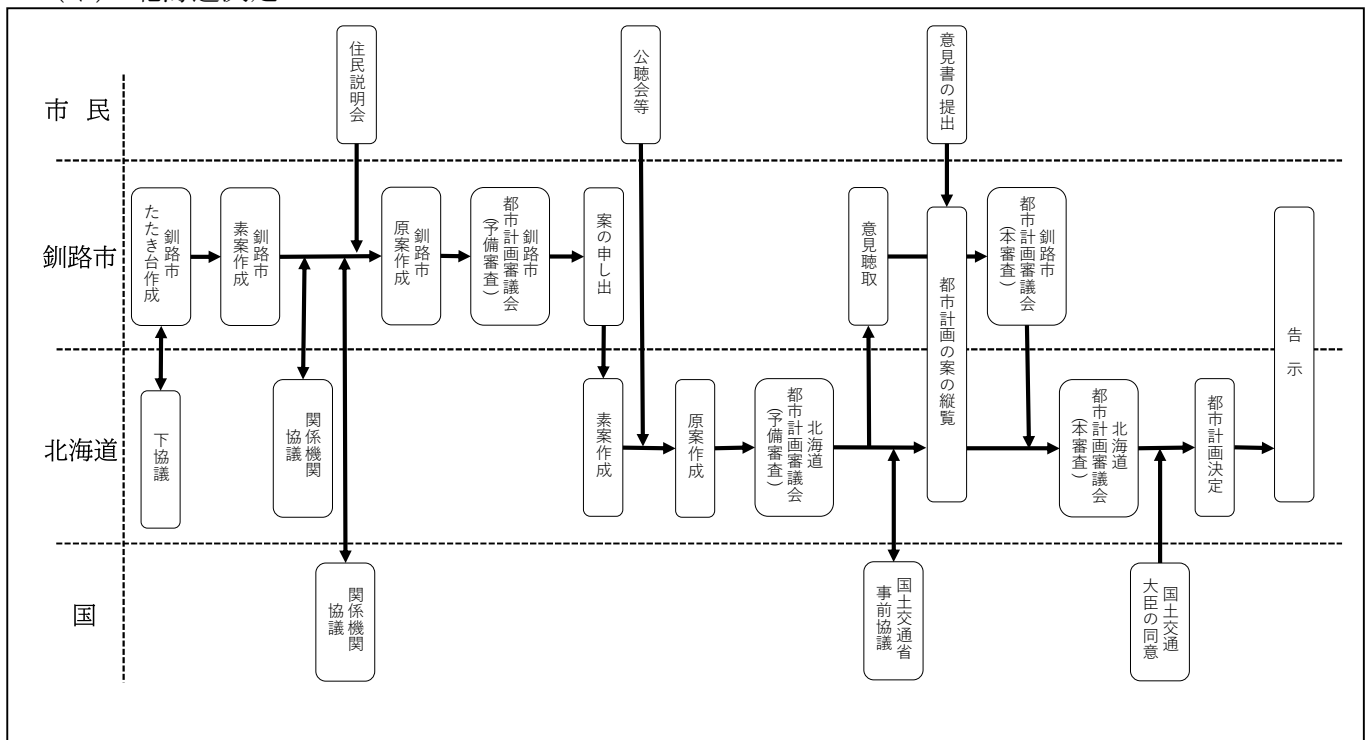 市 民
住民説明会
公聴会等
意見書の提出
釧路市
釧路市
たたき台作成
釧路市
素案作成
釧路市
原案作成
釧路市
都市計画審議会
(予備審査)
案の申し出
意見聴取
都市計画の案の縦覧
釧路市
都市計画審議会
(本審査)
告 示
北海道
下協議
関係機関
協議
素案作成
原案作成
北海道
都市計画審議会
(予備審査)
北海道
都市計画審議会
(本審査)
都市計画決定
国
関係機関
協議
国土交通省
事前協議
国土交通
大臣の同意